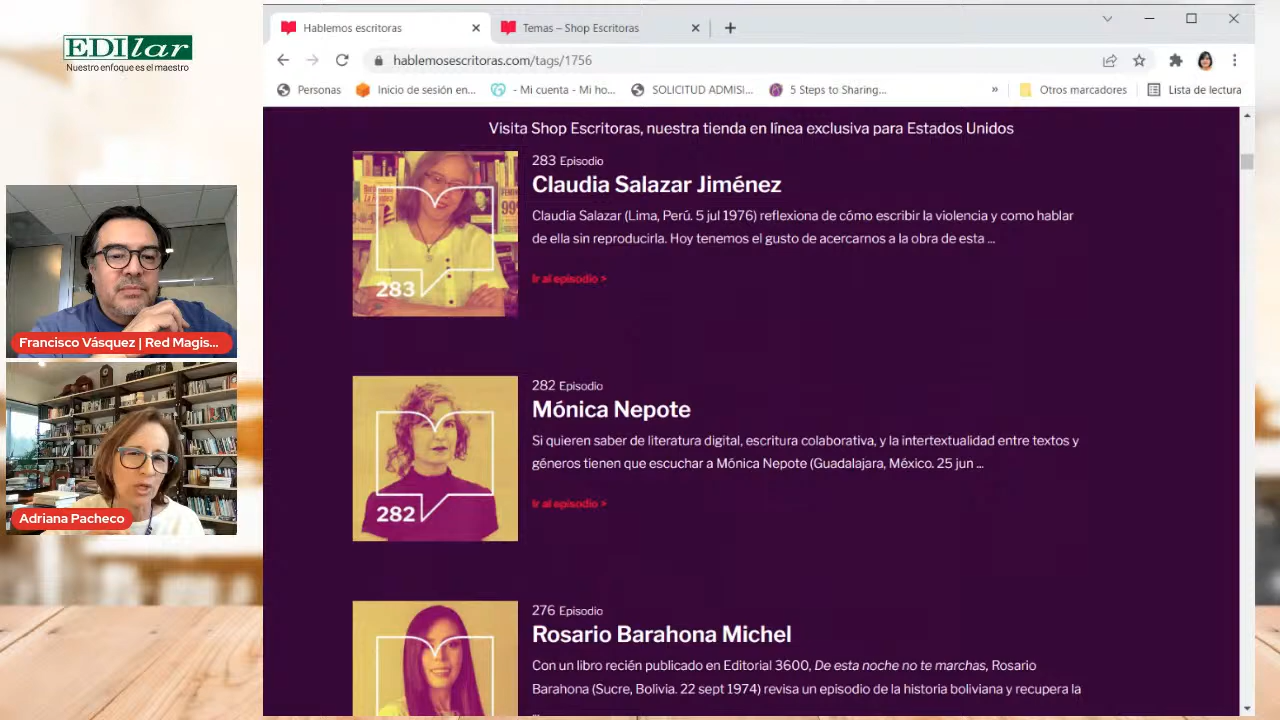 EDIlar
Nuestro enfoque es el maestro
Francisco Vásquez | Red Magis...
Adriana Pacheco
Hablemos escritoras
Temas – Shop Escritoras
hablemosescritoras.com/tags/1756
Personas
Inicio de sesión en...
- Mi cuenta - Mi ho...
SOLICITUD ADMISI...
5 Steps to Sharing...
»
Otros marcadores
Lista de lectura
Visita Shop Escritoras, nuestra tienda en línea exclusiva para Estados Unidos
283
283 Episodio
Claudia Salazar Jiménez
Claudia Salazar (Lima, Perú. 5 jul 1976) reflexiona de cómo escribir la violencia y como hablar
de ella sin reproducirla. Hoy tenemos el gusto de acercarnos a la obra de esta ...
Ir al episodio >
282
282 Episodio
Mónica Nepote
Si quieren saber de literatura digital, escritura colaborativa, y la intertextualidad entre textos y
géneros tienen que escuchar a Mónica Nepote (Guadalajara, México. 25 jun ...
Ir al episodio >
276 Episodio
Rosario Barahona Michel
Con un libro recién publicado en Editorial 3600, De esta noche no te marchas, Rosario
Barahona (Sucre, Bolivia. 22 sept 1974) revisa un episodio de la historia boliviana y recupera la
...